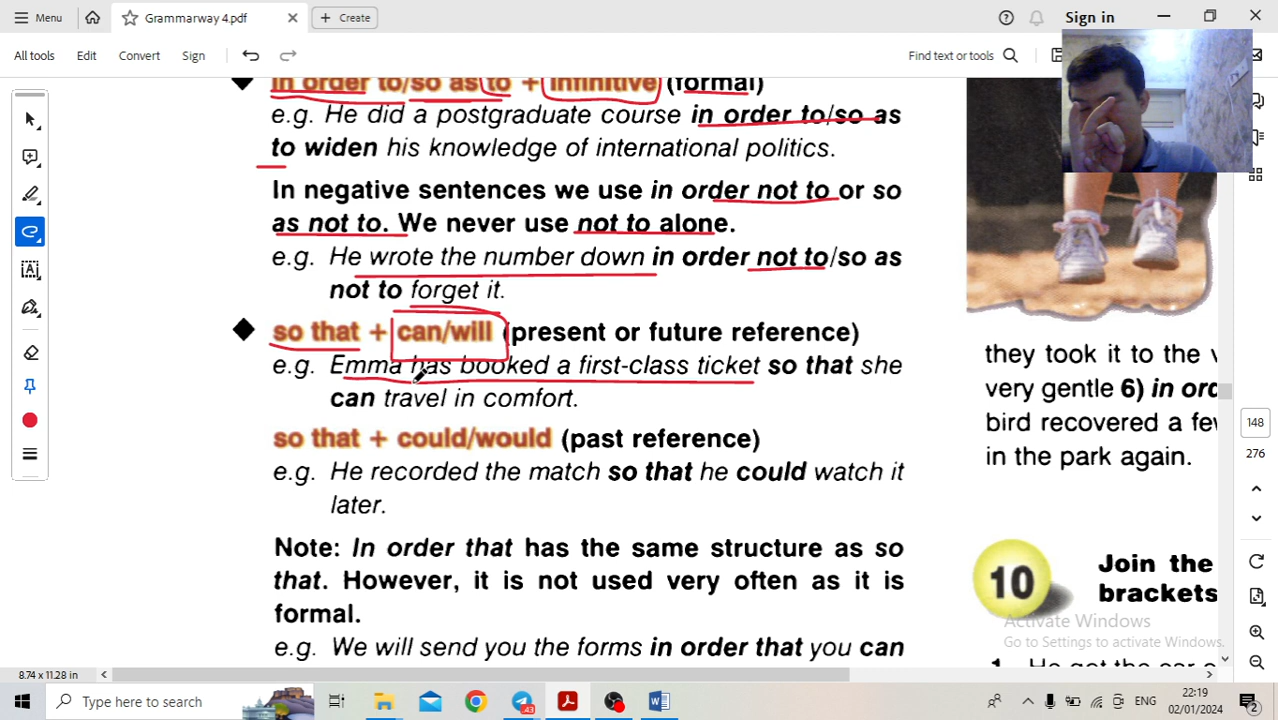 Menu
Grammarway 4.pdf
Create
Sign in
All tools
Edit
Convert
Sign
Find text or tools
In order to/so as to + infinitive (formal)
e.g. He did a postgraduate course in order to/so as
to widen his knowledge of international politics.
In negative sentences we use in order not to or so
as not to. We never use not to alone.
e.g. He wrote the number down in order not to/so as
not to forget it.
so that + can/will (present or future reference)
e.g. Emma has booked a first-class ticket so that she
can travel in comfort.
so that + could/would (past reference)
e.g. He recorded the match so that he could watch it
later.
Note: In order that has the same structure as so
that. However, it is not used very often as it is
formal.
e.g. We will send you the forms in order that you can
they took it to the v
very gentle 6) in ord
bird recovered a few
in the park again.
10
Join the
brackets
Activate Windows
Go to Settings to activate Windows.
1 He got the car
148
276
8.74 x 11.28 in
Type here to search
43
22:19
02/01/2024
2